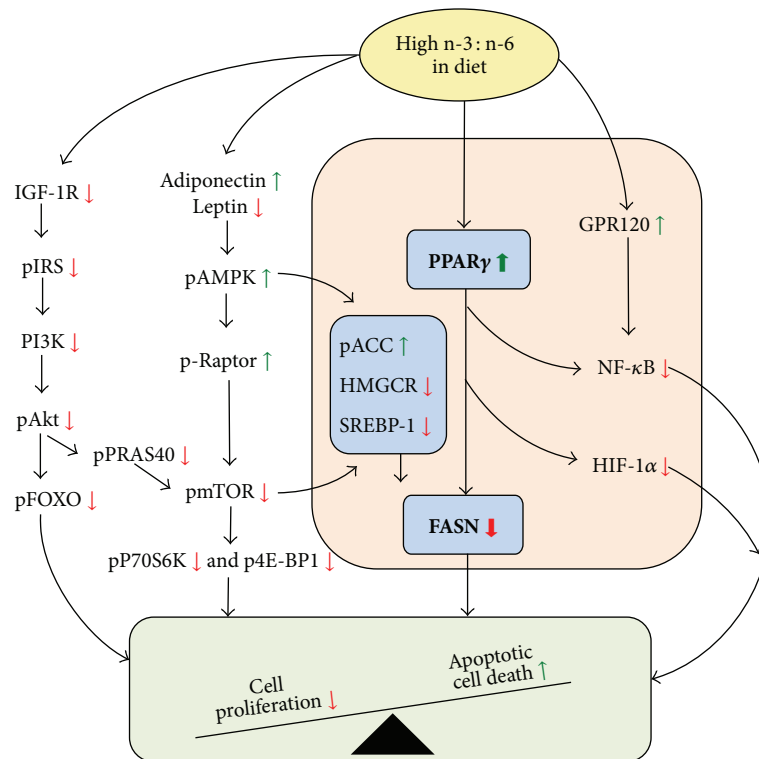 High n-3 : n-6
in diet
IGF-1R ↓
pIRS ↓
PI3K ↓
pAkt ↓
pPRAS40 ↓
pFOXO ↓
Adiponectin ↑
Leptin ↓
pAMPK ↑
p-Raptor ↑
pmTOR ↓
pP70S6K ↓ and p4E-BP1 ↓
PPARγ ↑
pACC ↑
HMGCR ↓
SREBP-1 ↓
FASN ↓
GPR120 ↑
NF-κB ↓
HIF-1α ↓
Cell
proliferation ↓
Apoptotic
cell death ↑